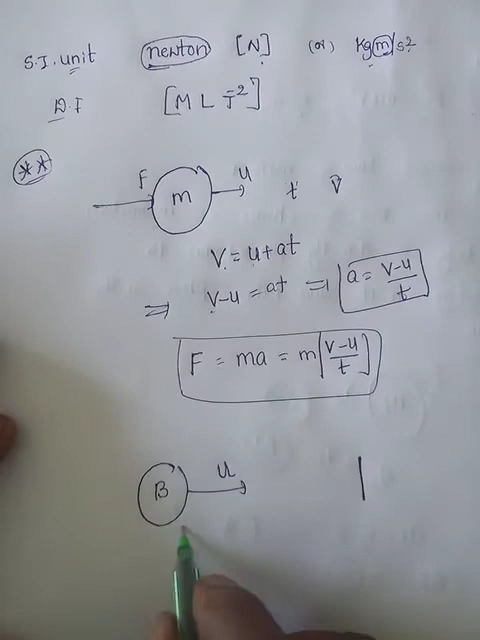 S.I. unit newton [N] (or) Kg m/s²
D.F [M L T⁻²]
**
F m u t v
V = u+at
⇒ V-u = at ⇒ a = V-u/t
F = ma = m[V-u/t]
B u